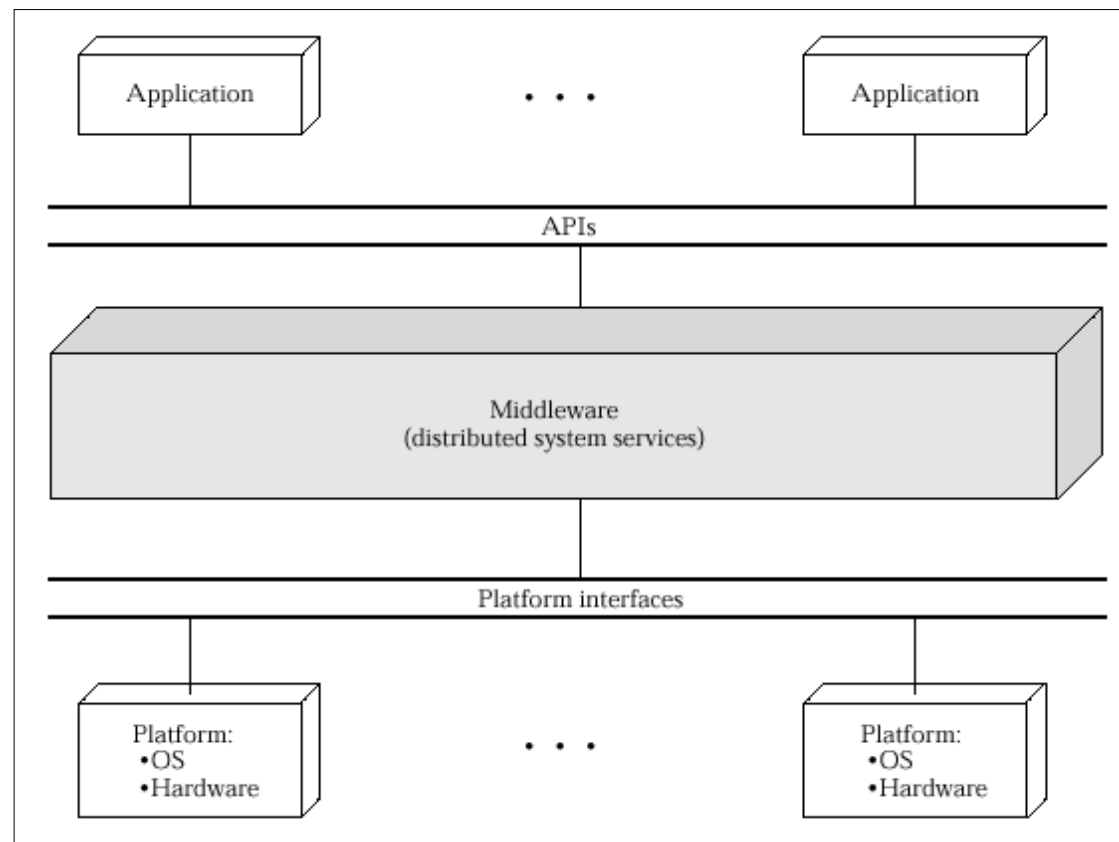 Application
Application
APIs
Middleware
(distributed system services)
Platform interfaces
Platform:
•OS
•Hardware
Platform:
•OS
•Hardware